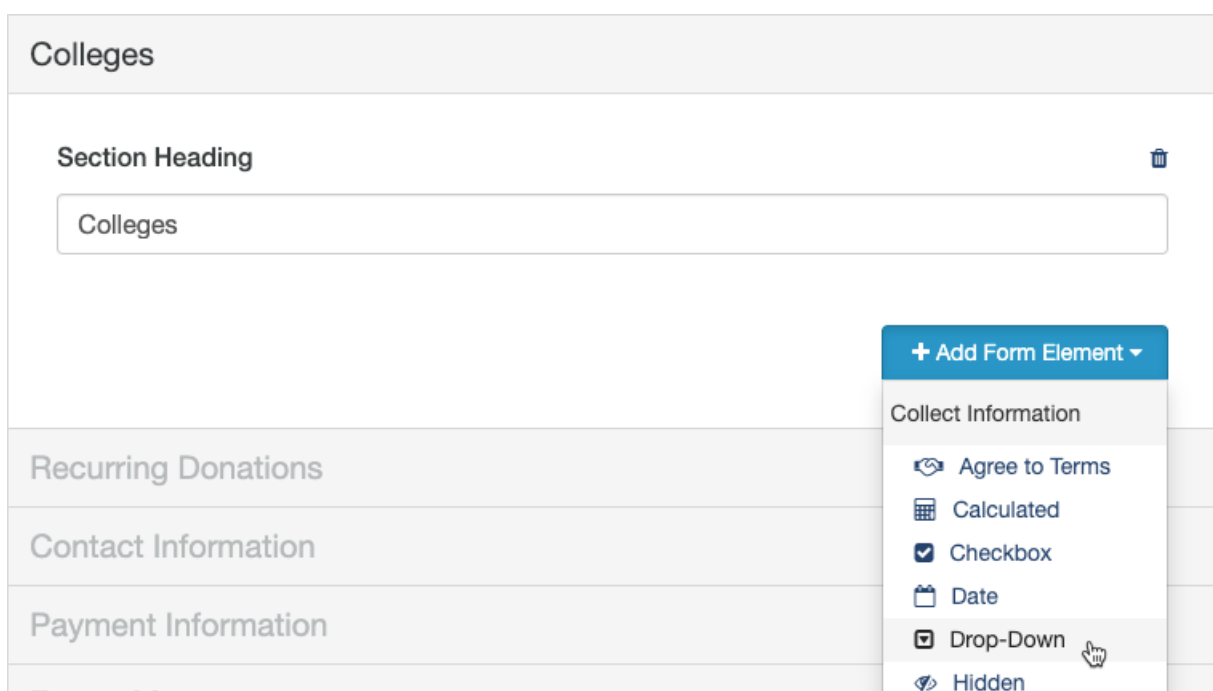 Colleges
Section Heading
Colleges
+ Add Form Element
Collect Information
Agree to Terms
Calculated
Checkbox
Date
Drop-Down
Hidden
Recurring Donations
Contact Information
Payment Information